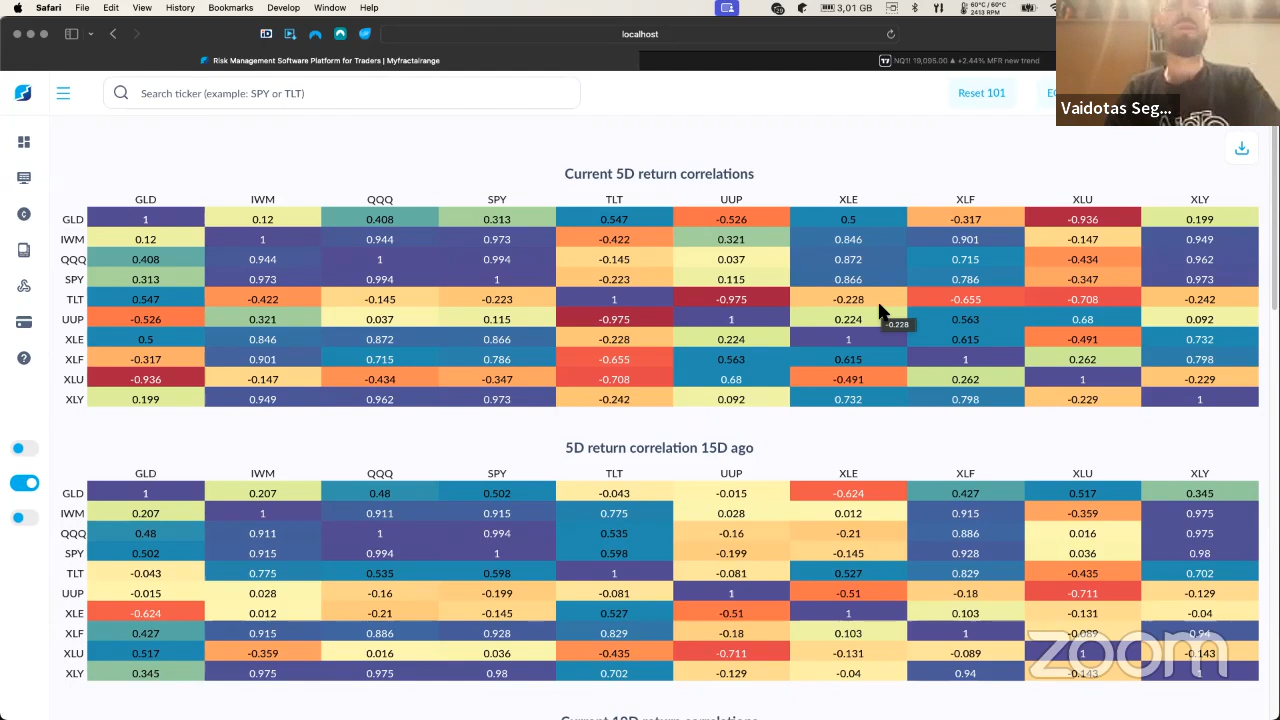 Safari File Edit View History Bookmarks Develop Window Help 3,01 GB 60°C / 60°C
2413 RPM
localhost
Risk Management Software Platform for Traders | Myfractalrange NQ1! 19,095.00 ▲ +2.44% MFR new trend
Search ticker (example: SPY or TLT) Reset 101
Vaidotas Seg...
Current 5D return correlations
GLD IWM QQQ SPY TLT UUP XLE XLF XLU XLY
GLD 1 0.12 0.408 0.313 0.547 -0.526 0.5 -0.317 -0.936 0.199
IWM 0.12 1 0.944 0.973 -0.422 0.321 0.846 0.901 -0.147 0.949
QQQ 0.408 0.944 1 0.994 -0.145 0.037 0.872 0.715 -0.434 0.962
SPY 0.313 0.973 0.994 1 -0.223 0.115 0.866 0.786 -0.347 0.973
TLT 0.547 -0.422 -0.145 -0.223 1 -0.975 -0.228 -0.655 -0.708 -0.242
UUP -0.526 0.321 0.037 0.115 -0.975 1 0.224 0.563 0.68 0.092
-0.228
XLE 0.5 0.846 0.872 0.866 -0.228 0.224 1 0.615 -0.491 0.732
XLF -0.317 0.901 0.715 0.786 -0.655 0.563 0.615 1 0.262 0.798
XLU -0.936 -0.147 -0.434 -0.347 -0.708 0.68 -0.491 0.262 1 -0.229
XLY 0.199 0.949 0.962 0.973 -0.242 0.092 0.732 0.798 -0.229 1
5D return correlation 15D ago
GLD IWM QQQ SPY TLT UUP XLE XLF XLU XLY
GLD 1 0.207 0.48 0.502 -0.043 -0.015 -0.624 0.427 0.517 0.345
IWM 0.207 1 0.911 0.915 0.775 0.028 0.012 0.915 -0.359 0.975
QQQ 0.48 0.911 1 0.994 0.535 -0.16 -0.21 0.886 0.016 0.975
SPY 0.502 0.915 0.994 1 0.598 -0.199 -0.145 0.928 0.036 0.98
TLT -0.043 0.775 0.535 0.598 1 -0.081 0.527 0.829 -0.435 0.702
UUP -0.015 0.028 -0.16 -0.199 -0.081 1 -0.51 -0.18 -0.711 -0.129
XLE -0.624 0.012 -0.21 -0.145 0.527 -0.51 1 0.103 -0.131 -0.04
XLF 0.427 0.915 0.886 0.928 0.829 -0.18 0.103 1 -0.089 0.94
XLU 0.517 -0.359 0.016 0.036 -0.435 -0.711 -0.131 -0.089 1 -0.143
XLY 0.345 0.975 0.975 0.98 0.702 -0.129 -0.04 0.94 -0.143 1
zoom
Current 10D return correlations